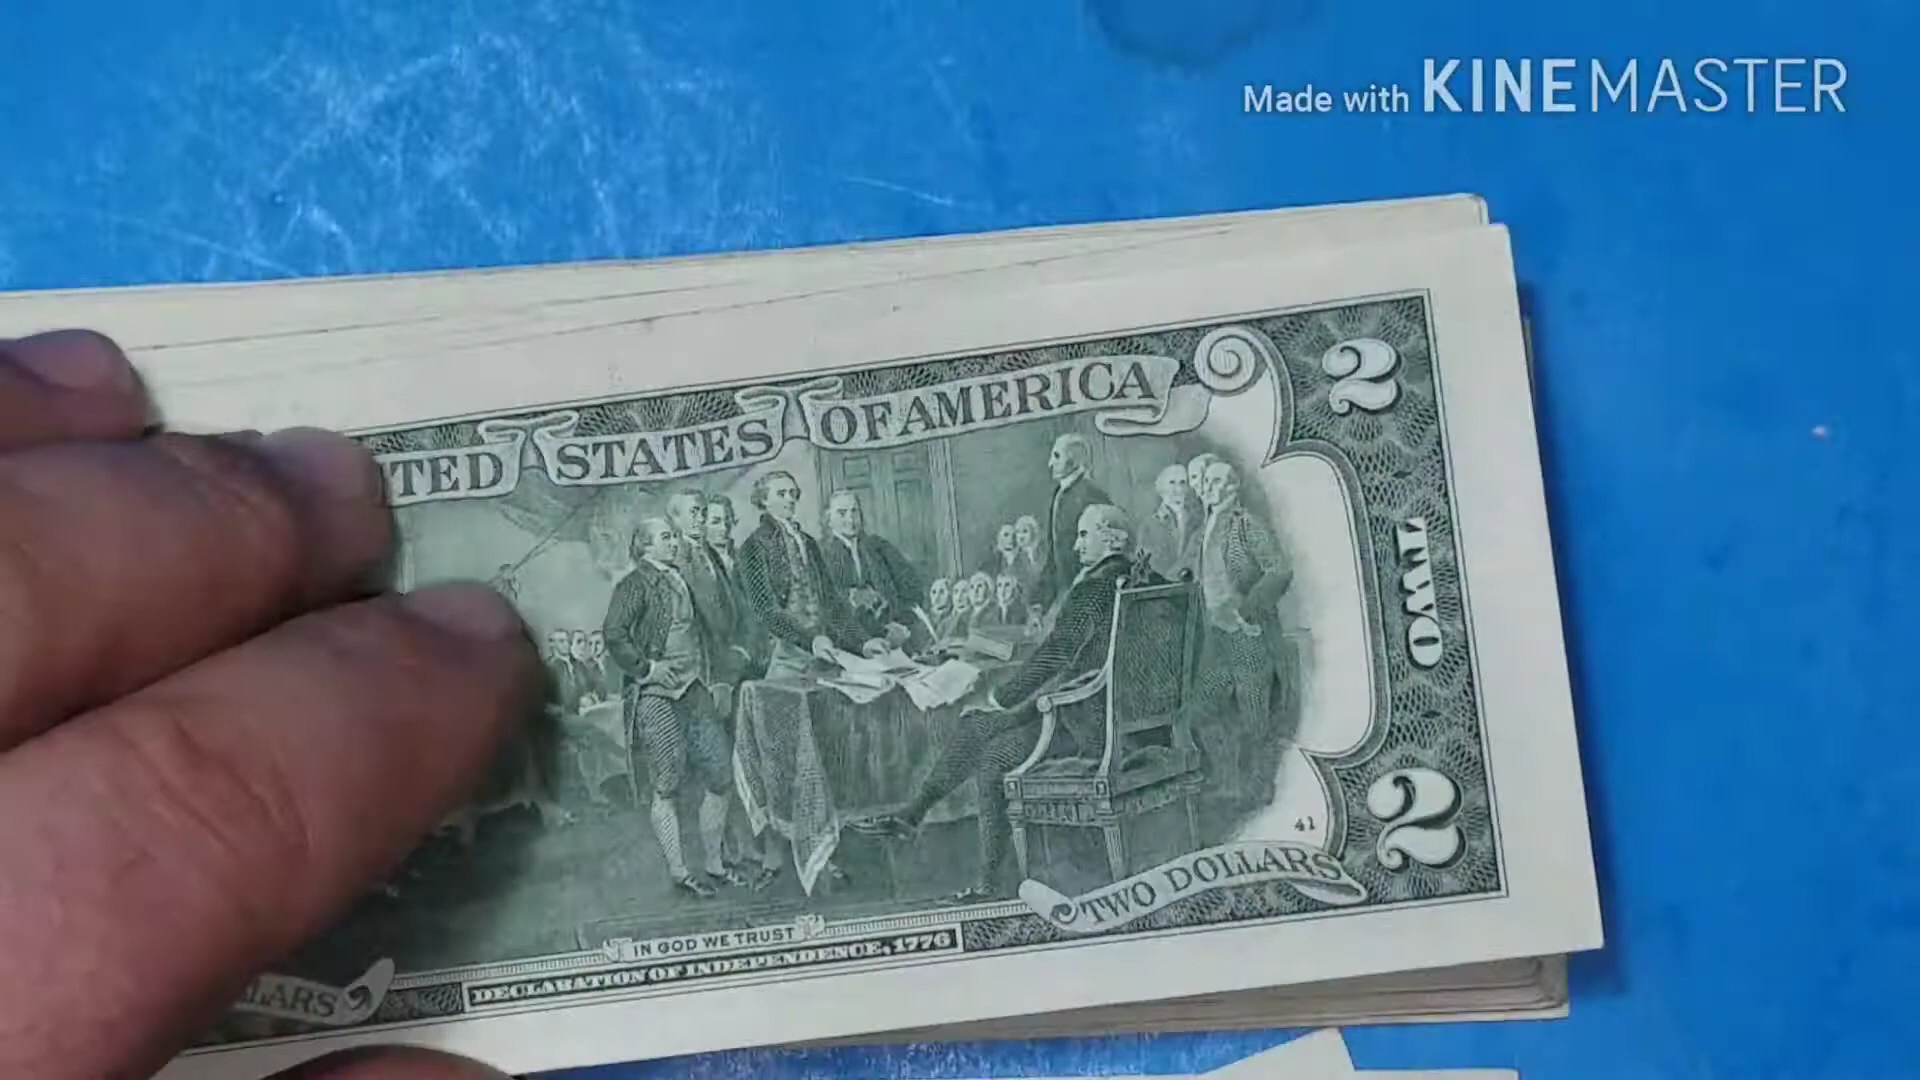 Made with KINEMASTER
TED STATES OF AMERICA
2
TWO
2
41
TWO DOLLARS
IN GOD WE TRUST
DECLARATION OF INDEPENDENCE, 1776
LARS